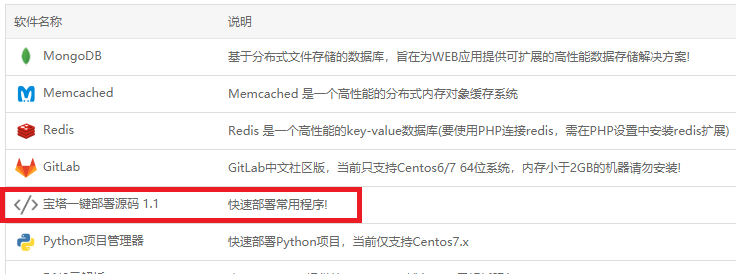 软件名称 说明
MongoDB 基于分布式文件存储的数据库，旨在为WEB应用提供可扩展的高性能数据存储解决方案!
Memcached Memcached 是一个高性能的分布式内存对象缓存系统
Redis Redis 是一个高性能的key-value数据库(要使用PHP连接redis，需在PHP设置中安装redis扩展)
GitLab GitLab中文社区版，当前只支持Centos6/7 64位系统，内存小于2GB的机器请勿安装!
宝塔一键部署源码 1.1 快速部署常用程序!
Python项目管理器 快速部署Python项目，当前仅支持Centos7.x